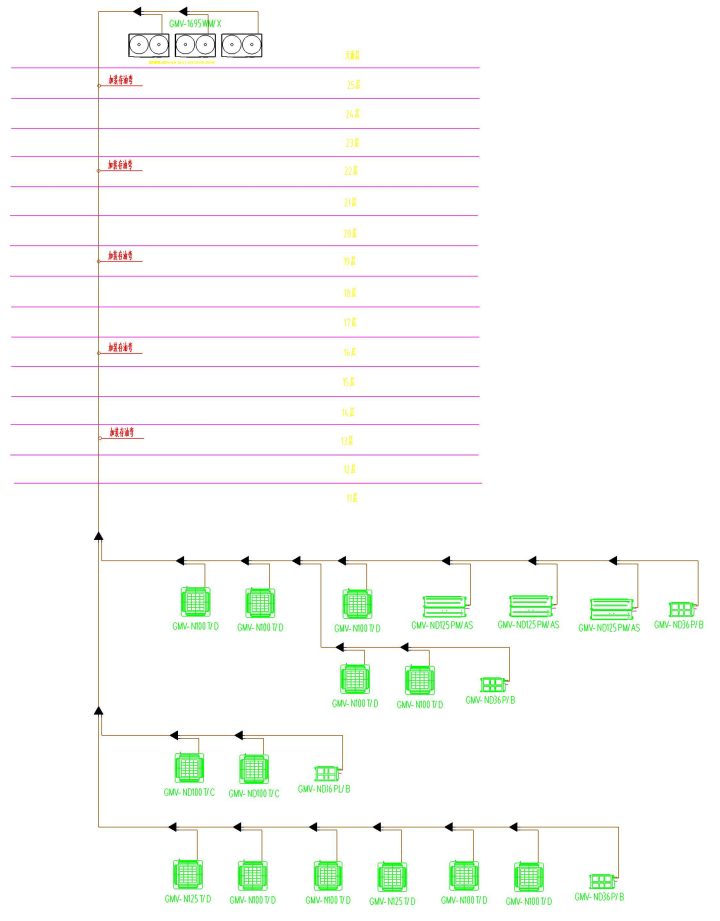 GMV-1695WM/X
加装存油弯
25层
24层
23层
加装存油弯
22层
21层
20层
加装存油弯
19层
18层
17层
加装存油弯
16层
15层
14层
加装存油弯
13层
12层
11层
GMV-N100T/D
GMV-N100T/D
GMV-N100T/D
GMV-ND125PM/AS
GMV-ND125PM/AS
GMV-ND125PM/AS
GMV-ND36P/B
GMV-N100T/D
GMV-N100T/D
GMV-ND36P/B
GMV-ND100T/C
GMV-ND100T/C
GMV-ND36PL/B
GMV-N125T/D
GMV-N100T/D
GMV-N100T/D
GMV-N125T/D
GMV-N100T/D
GMV-N100T/D
GMV-ND36P/B